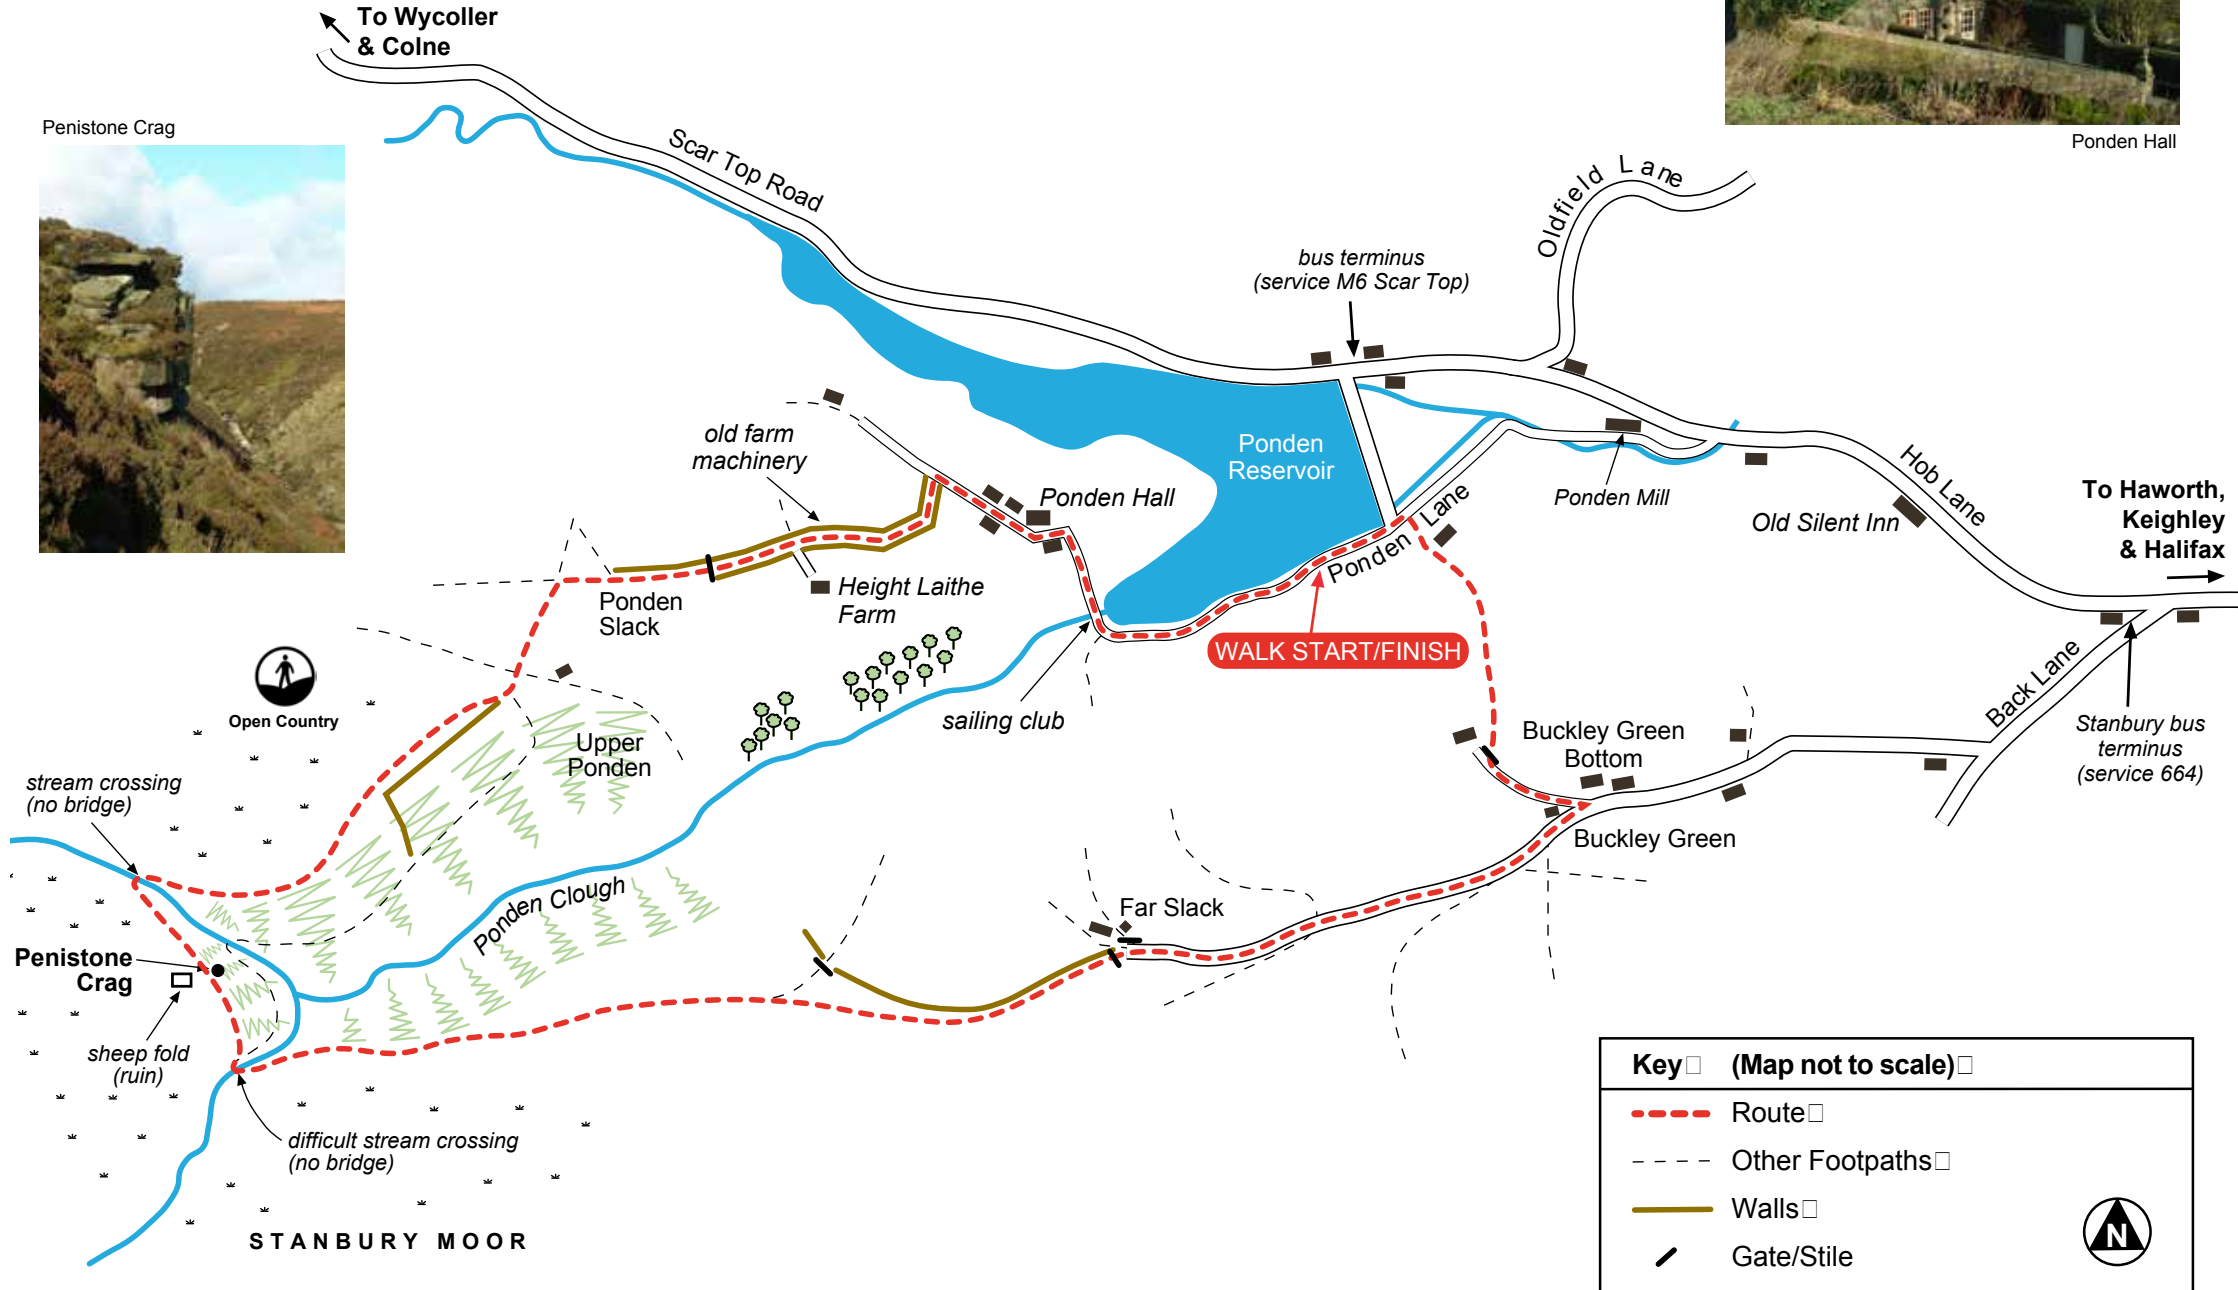 To Wycoller
& Colne
Penistone Crag
Ponden Hall
Scar Top Road
Oldfield Lane
bus terminus
(service M6 Scar Top)
old farm
machinery
Ponden Hall
Ponden
Reservoir
Ponden Lane
Ponden Mill
Old Silent Inn
Hob Lane
To Haworth,
Keighley
& Halifax
Ponden
Slack
Height Laithe
Farm
WALK START/FINISH
Open Country
sailing club
Upper
Ponden
Buckley Green
Bottom
Back Lane
Stanbury bus
terminus
(service 664)
stream crossing
(no bridge)
Buckley Green
Ponden Clough
Far Slack
Penistone
Crag
sheep fold
(ruin)
difficult stream crossing
(no bridge)
STANBURY MOOR
Key (Map not to scale)
Route
Other Footpaths
Walls
Gate/Stile
N